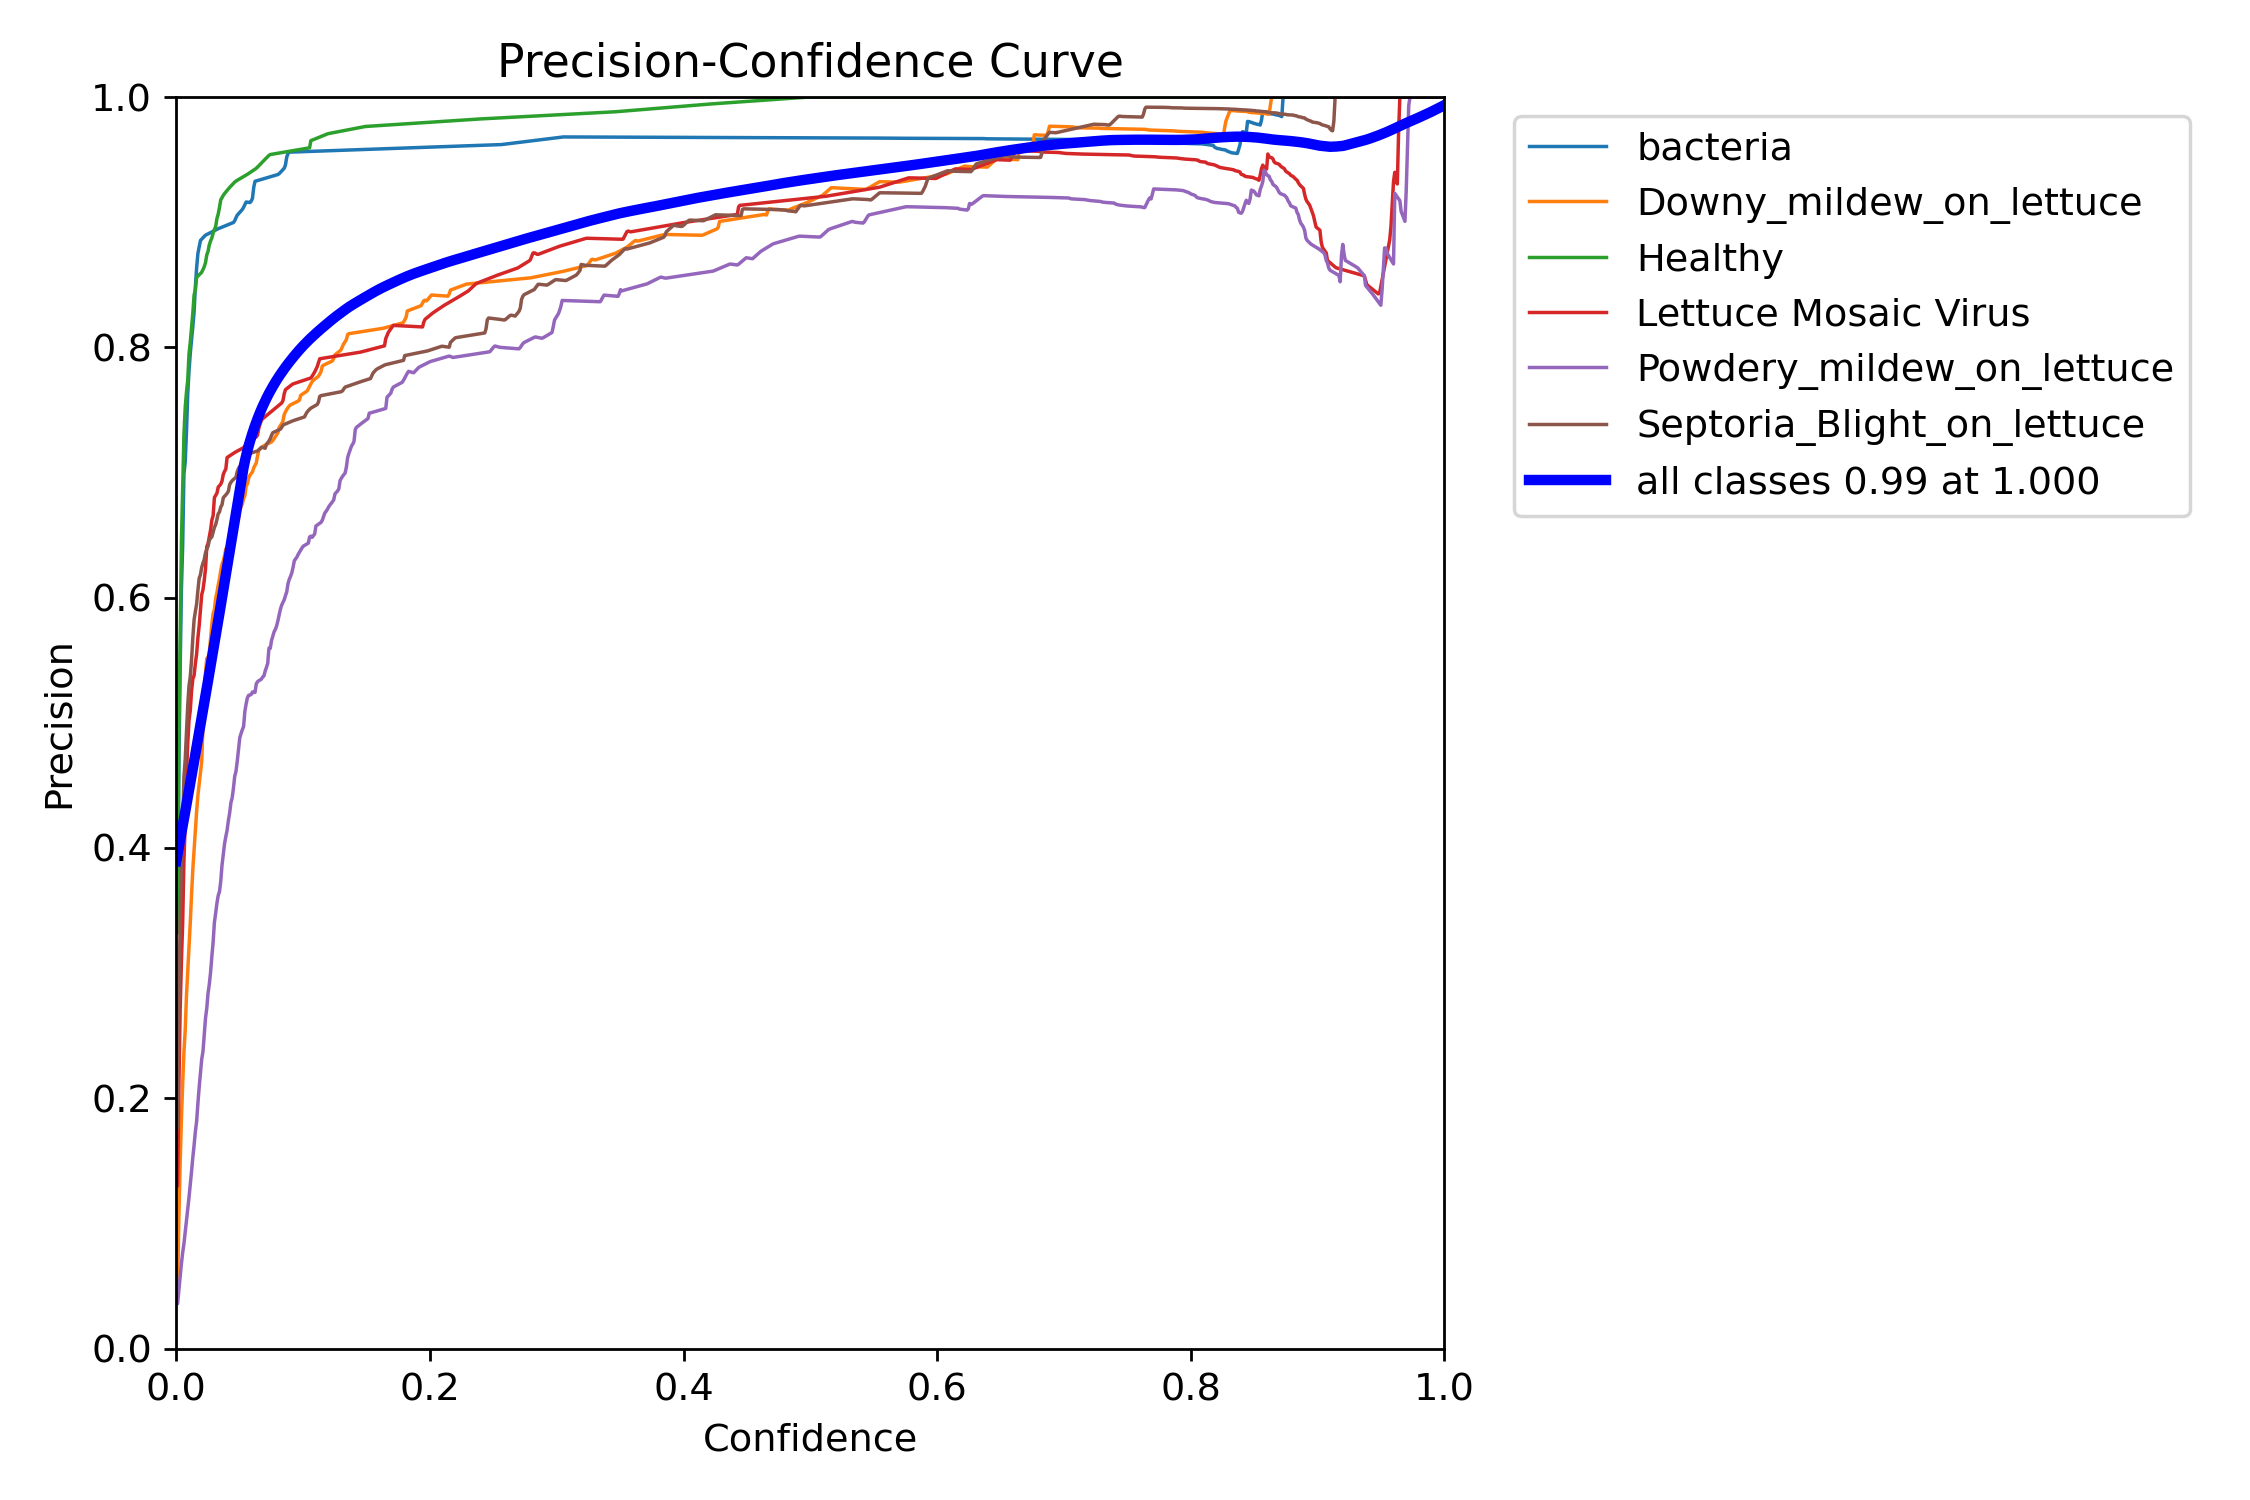 Precision-Confidence Curve
1.0
0.8
0.6
0.4
0.2
0.0
Precision
0.0 0.2 0.4 0.6 0.8 1.0
Confidence
bacteria
Downy_mildew_on_lettuce
Healthy
Lettuce Mosaic Virus
Powdery_mildew_on_lettuce
Septoria_Blight_on_lettuce
all classes 0.99 at 1.000